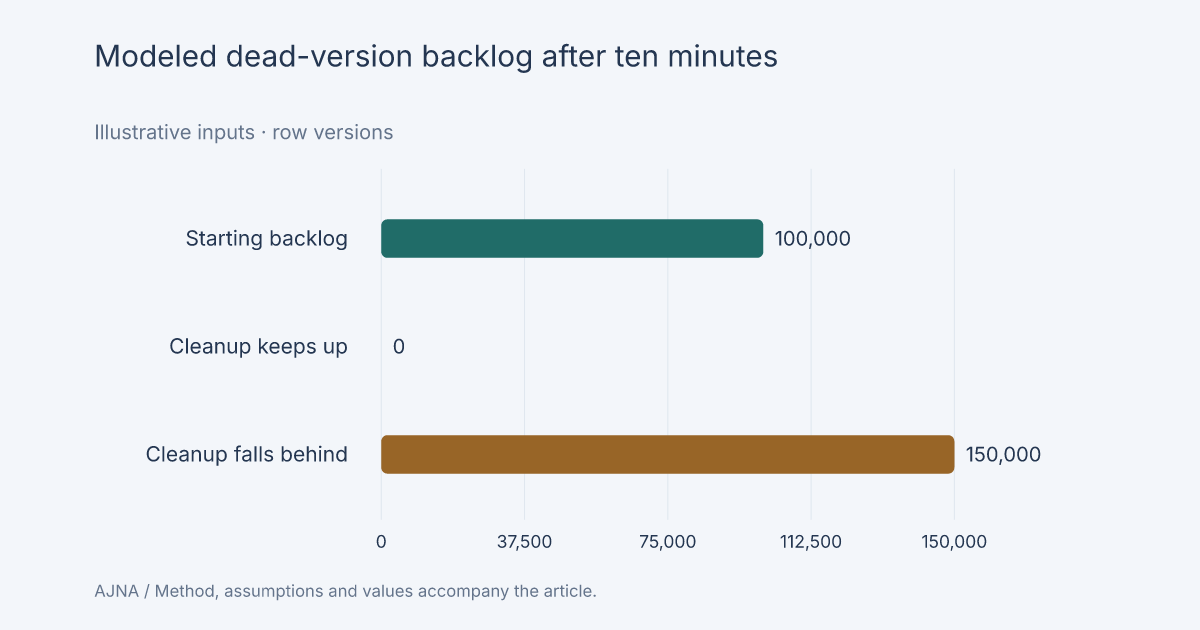 Modeled dead-version backlog after ten minutes
Illustrative inputs · row versions
Starting backlog 100,000
Cleanup keeps up 0
Cleanup falls behind 150,000
0 37,500 75,000 112,500 150,000
AJNA / Method, assumptions and values accompany the article.